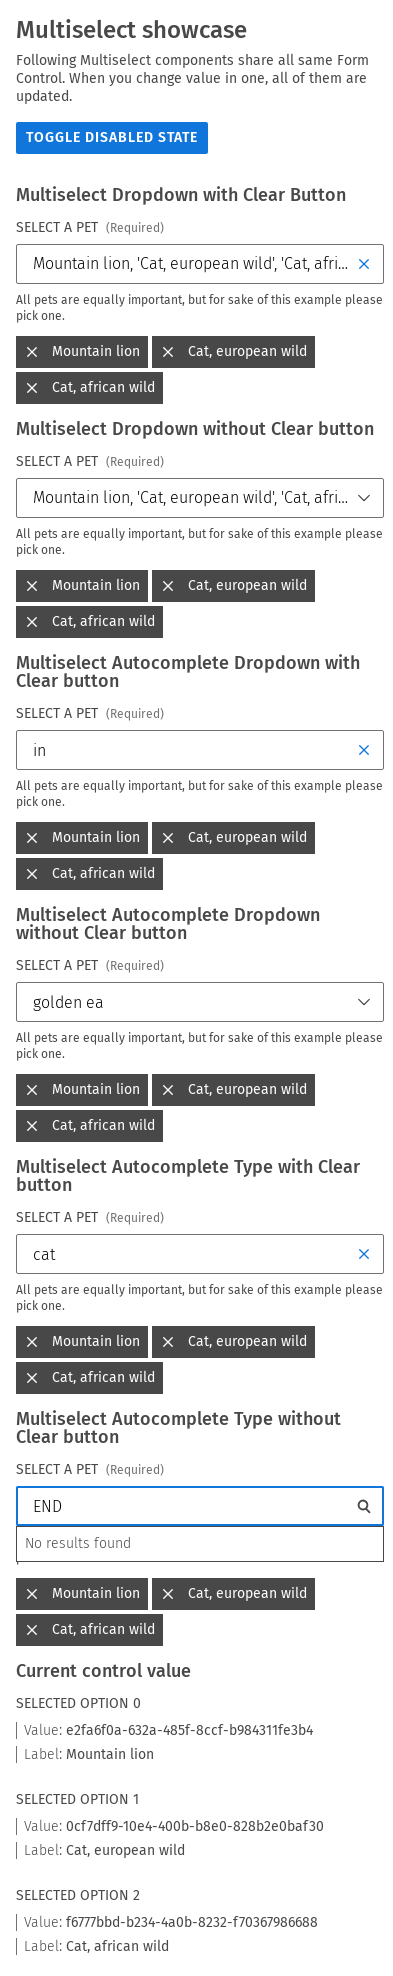 Multiselect showcase
Following Multiselect components share all same Form
Control. When you change value in one, all of them are
updated.
TOGGLE DISABLED STATE
Multiselect Dropdown with Clear Button
SELECT A PET (Required)
Mountain lion, 'Cat, european wild', 'Cat, afri...
All pets are equally important, but for sake of this example please
pick one.
Mountain lion Cat, european wild
Cat, african wild
Multiselect Dropdown without Clear button
SELECT A PET (Required)
Mountain lion, 'Cat, european wild', 'Cat, afri...
All pets are equally important, but for sake of this example please
pick one.
Mountain lion Cat, european wild
Cat, african wild
Multiselect Autocomplete Dropdown with
Clear button
SELECT A PET (Required)
in
All pets are equally important, but for sake of this example please
pick one.
Mountain lion Cat, european wild
Cat, african wild
Multiselect Autocomplete Dropdown
without Clear button
SELECT A PET (Required)
golden ea
All pets are equally important, but for sake of this example please
pick one.
Mountain lion Cat, european wild
Cat, african wild
Multiselect Autocomplete Type with Clear
button
SELECT A PET (Required)
cat
All pets are equally important, but for sake of this example please
pick one.
Mountain lion Cat, european wild
Cat, african wild
Multiselect Autocomplete Type without
Clear button
SELECT A PET (Required)
END
No results found
Mountain lion Cat, european wild
Cat, african wild
Current control value
SELECTED OPTION 0
Value: e2fa6f0a-632a-485f-8ccf-b984311fe3b4
Label: Mountain lion
SELECTED OPTION 1
Value: 0cf7dff9-10e4-400b-b8e0-828b2e0baf30
Label: Cat, european wild
SELECTED OPTION 2
Value: f6777bbd-b234-4a0b-8232-f70367986688
Label: Cat, african wild